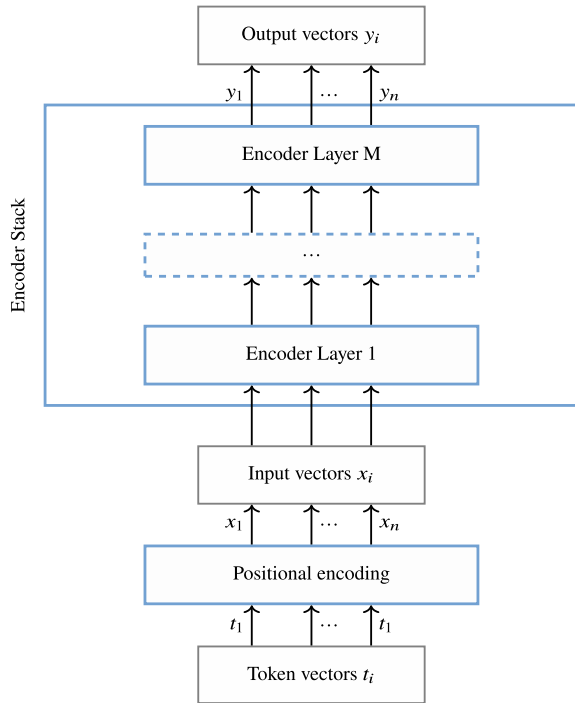 Output vectors yᵢ
y₁ ... yₙ
Encoder Layer M
...
Encoder Stack
Encoder Layer 1
Input vectors xᵢ
x₁ ... xₙ
Positional encoding
t₁ ... t₁
Token vectors tᵢ